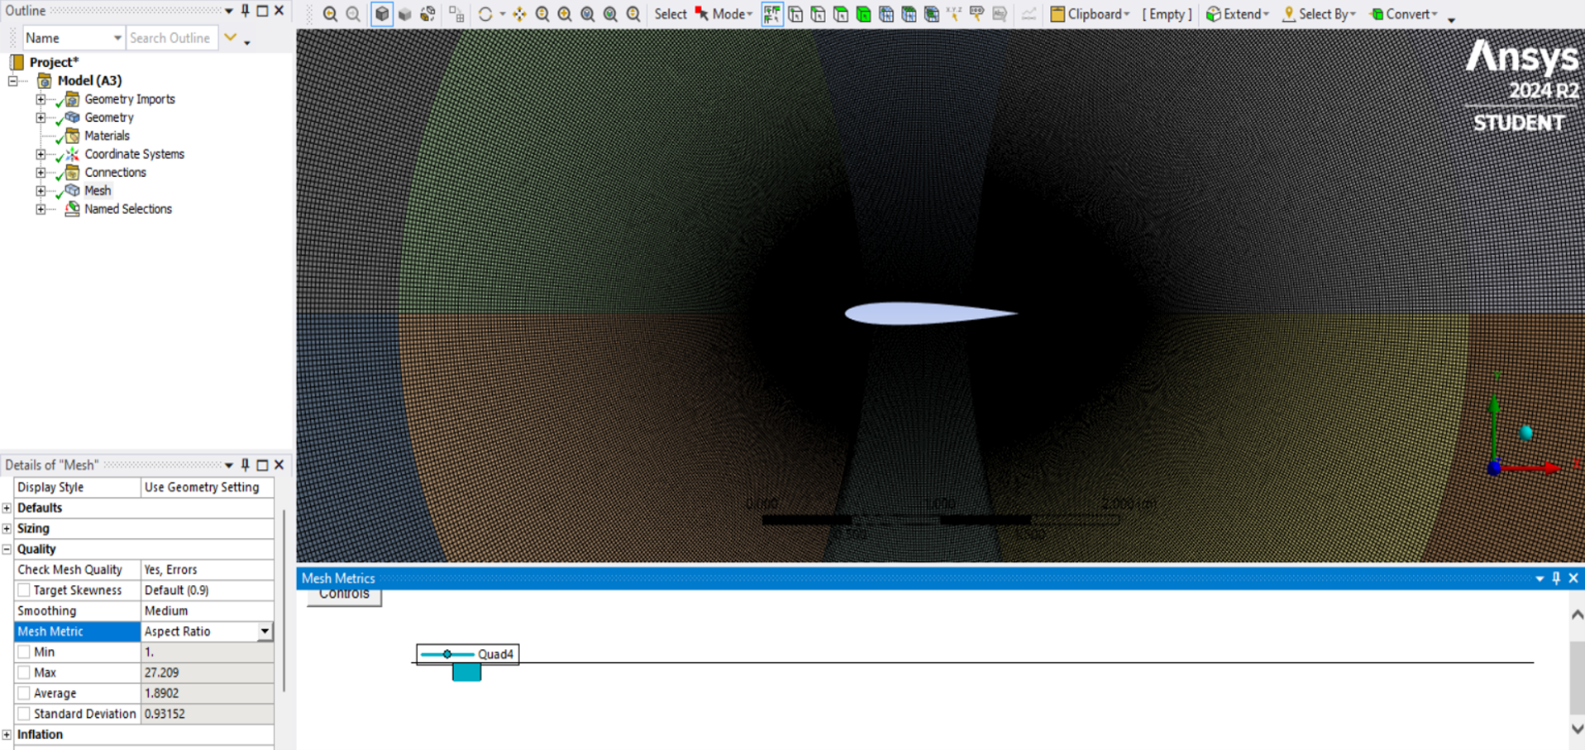 Outline
Name Search Outline
Project*
Model (A3)
Geometry Imports
Geometry
Materials
Coordinate Systems
Connections
Mesh
Named Selections
Details of "Mesh"
Display Style Use Geometry Setting
Defaults
Sizing
Quality
Check Mesh Quality Yes, Errors
Target Skewness Default (0.9)
Smoothing Medium
Mesh Metric Aspect Ratio
Min 1.
Max 27.209
Average 1.8902
Standard Deviation 0.93152
Inflation
Select Mode Clipboard [ Empty ] Extend Select By Convert
Ansys
2024 R2
STUDENT
0.000 1.000 2.000 (m)
0.500 1.500
Mesh Metrics
Controls
Quad4